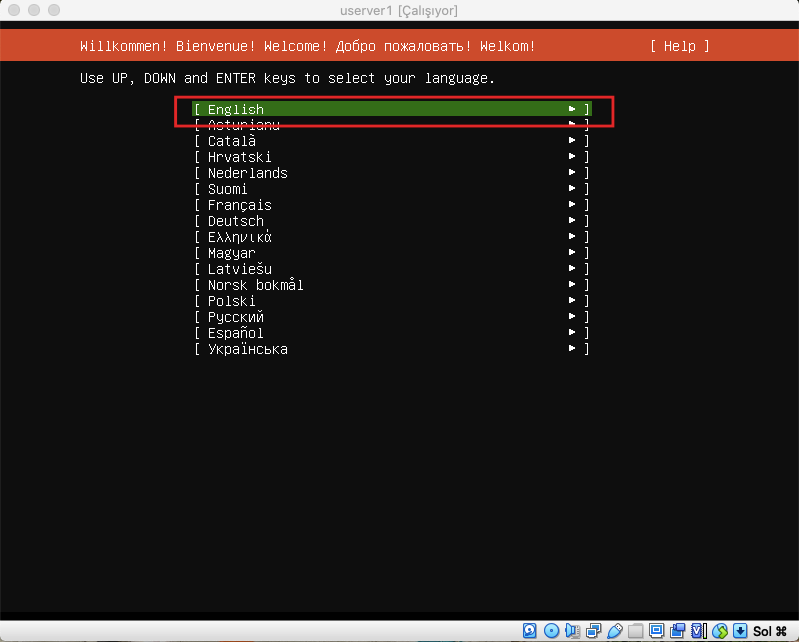 userver1 [Çalışıyor]
Willkommen! Bienvenue! Welcome! Добро пожаловать! Welkom! [ Help ]
Use UP, DOWN and ENTER keys to select your language.
[ English ► ]
[ Asturianu ► ]
[ Català ► ]
[ Hrvatski ► ]
[ Nederlands ► ]
[ Suomi ► ]
[ Français ► ]
[ Deutsch ► ]
[ Ελληνικά ► ]
[ Magyar ► ]
[ Latviešu ► ]
[ Norsk bokmål ► ]
[ Polski ► ]
[ Русский ► ]
[ Español ► ]
[ Українська ► ]
Sol ⌘